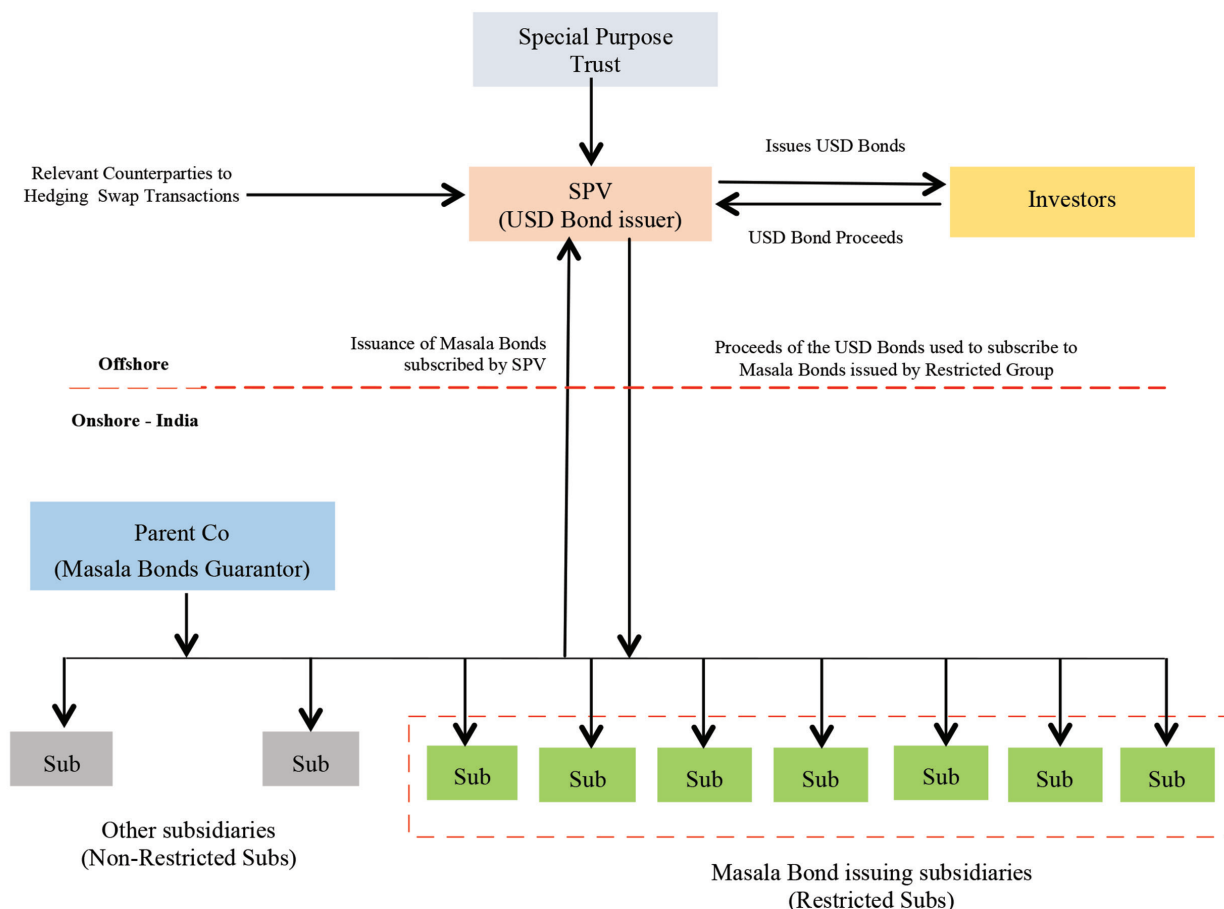 Special Purpose
Trust
Relevant Counterparties to
Hedging Swap Transactions
SPV
(USD Bond issuer)
Issues USD Bonds
USD Bond Proceeds
Investors
Issuance of Masala Bonds
subscribed by SPV
Proceeds of the USD Bonds used to subscribe to
Masala Bonds issued by Restricted Group
Offshore
Onshore - India
Parent Co
(Masala Bonds Guarantor)
Sub
Sub
Sub
Sub
Sub
Sub
Sub
Sub
Sub
Other subsidiaries
(Non-Restricted Subs)
Masala Bond issuing subsidiaries
(Restricted Subs)